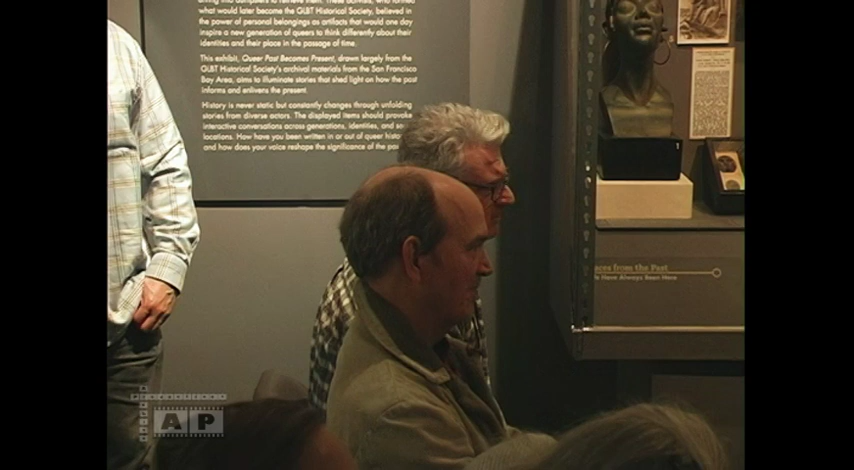 what would later become the GLBT Historical Society, believed in
the power of personal belongings as artifacts that would one day
inspire a new generation of queers to think differently about their
identities and their place in the passage of time.
This exhibit, Queer Past Becomes Present, drawn largely from the
GLBT Historical Society's archival materials from the San Francisco
Bay Area, aims to illuminate stories that shed light on how the past
informs and enlivens the present.
History is never static but constantly changes through unfolding
stories from diverse actors. The displayed items should provoke
interactive conversations across generations, identities, and
locations. How have you been written in or out of queer
and how does your voice reshape the significance of the
aces from the Past
Have Always Been Here
AP